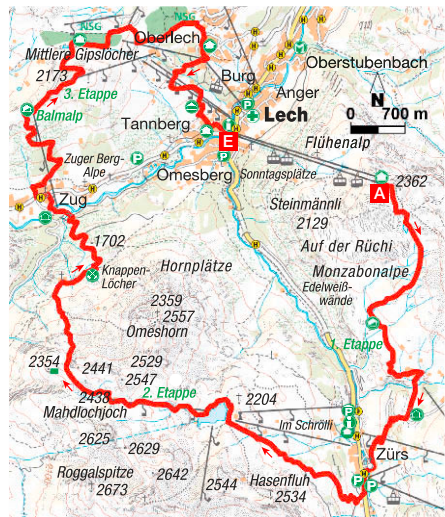 NSG
NSG
Oberlech
Mittlere Gipslöcher
Burg
Oberstubenbach
2173
3. Etappe
Anger
N
Balmalp
Lech
0 700 m
Tannberg
E
Flühenalp
Zuger Berg-
Alpe
P
Omesberg
Sonntagsplätze
A
2362
Zug
Steinmännli
2129
1702
Auf der Rüchi
Knappen-
Löcher
Hornplätze
Monzabonalpe
Edelweiß-
wände
2359
2557
Omeshorn
1. Etappe
2354
2441
2529
2547
2438
2. Etappe
2204
Mahdlochjoch
Im Schrölli
2625
2629
Zürs
Roggalspitze
2673
2642
2544
Hasenfluh
2534